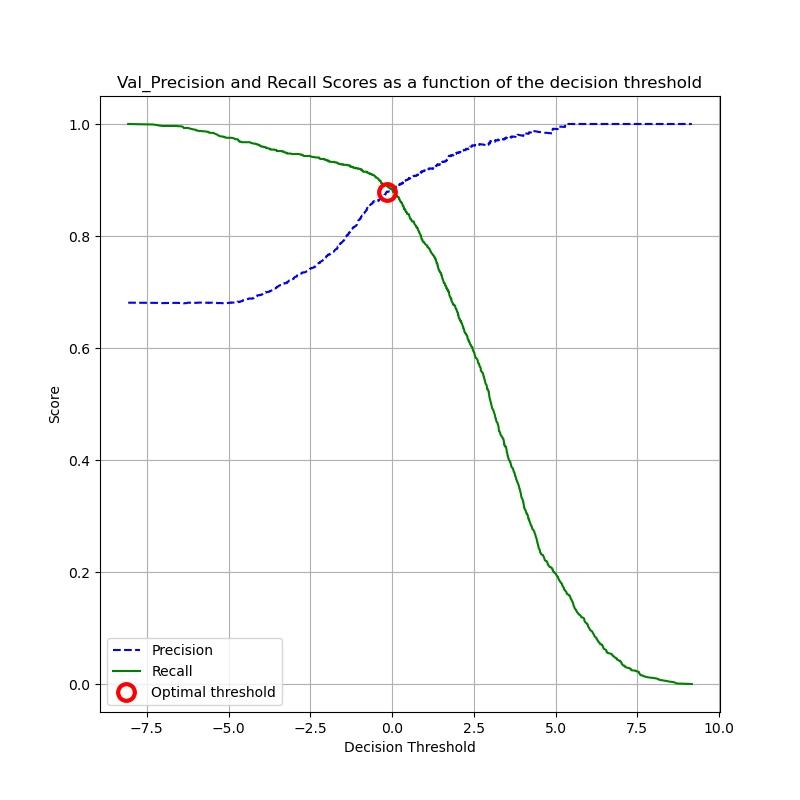 Val_Precision and Recall Scores as a function of the decision threshold
1.0
0.8
0.6
0.4
0.2
0.0
Score
Precision
Recall
Optimal threshold
−7.5 −5.0 −2.5 0.0 2.5 5.0 7.5 10.0
Decision Threshold